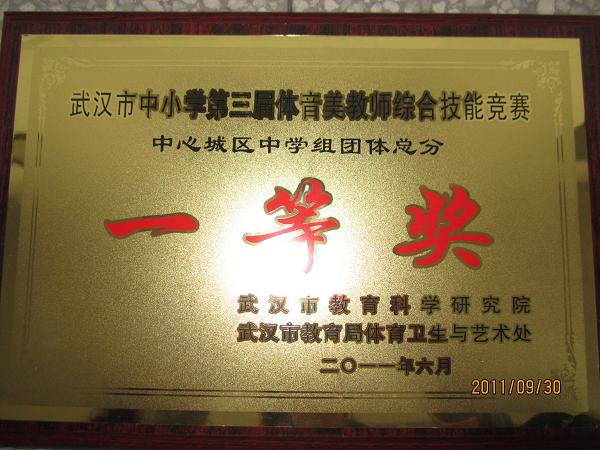 武汉市中小学第三届体音美教师综合技能竞赛
中心城区中学组团体总分
一等奖
武汉市教育科学研究院
武汉市教育局体育卫生与艺术处
二〇一一年六月
2011/09/30